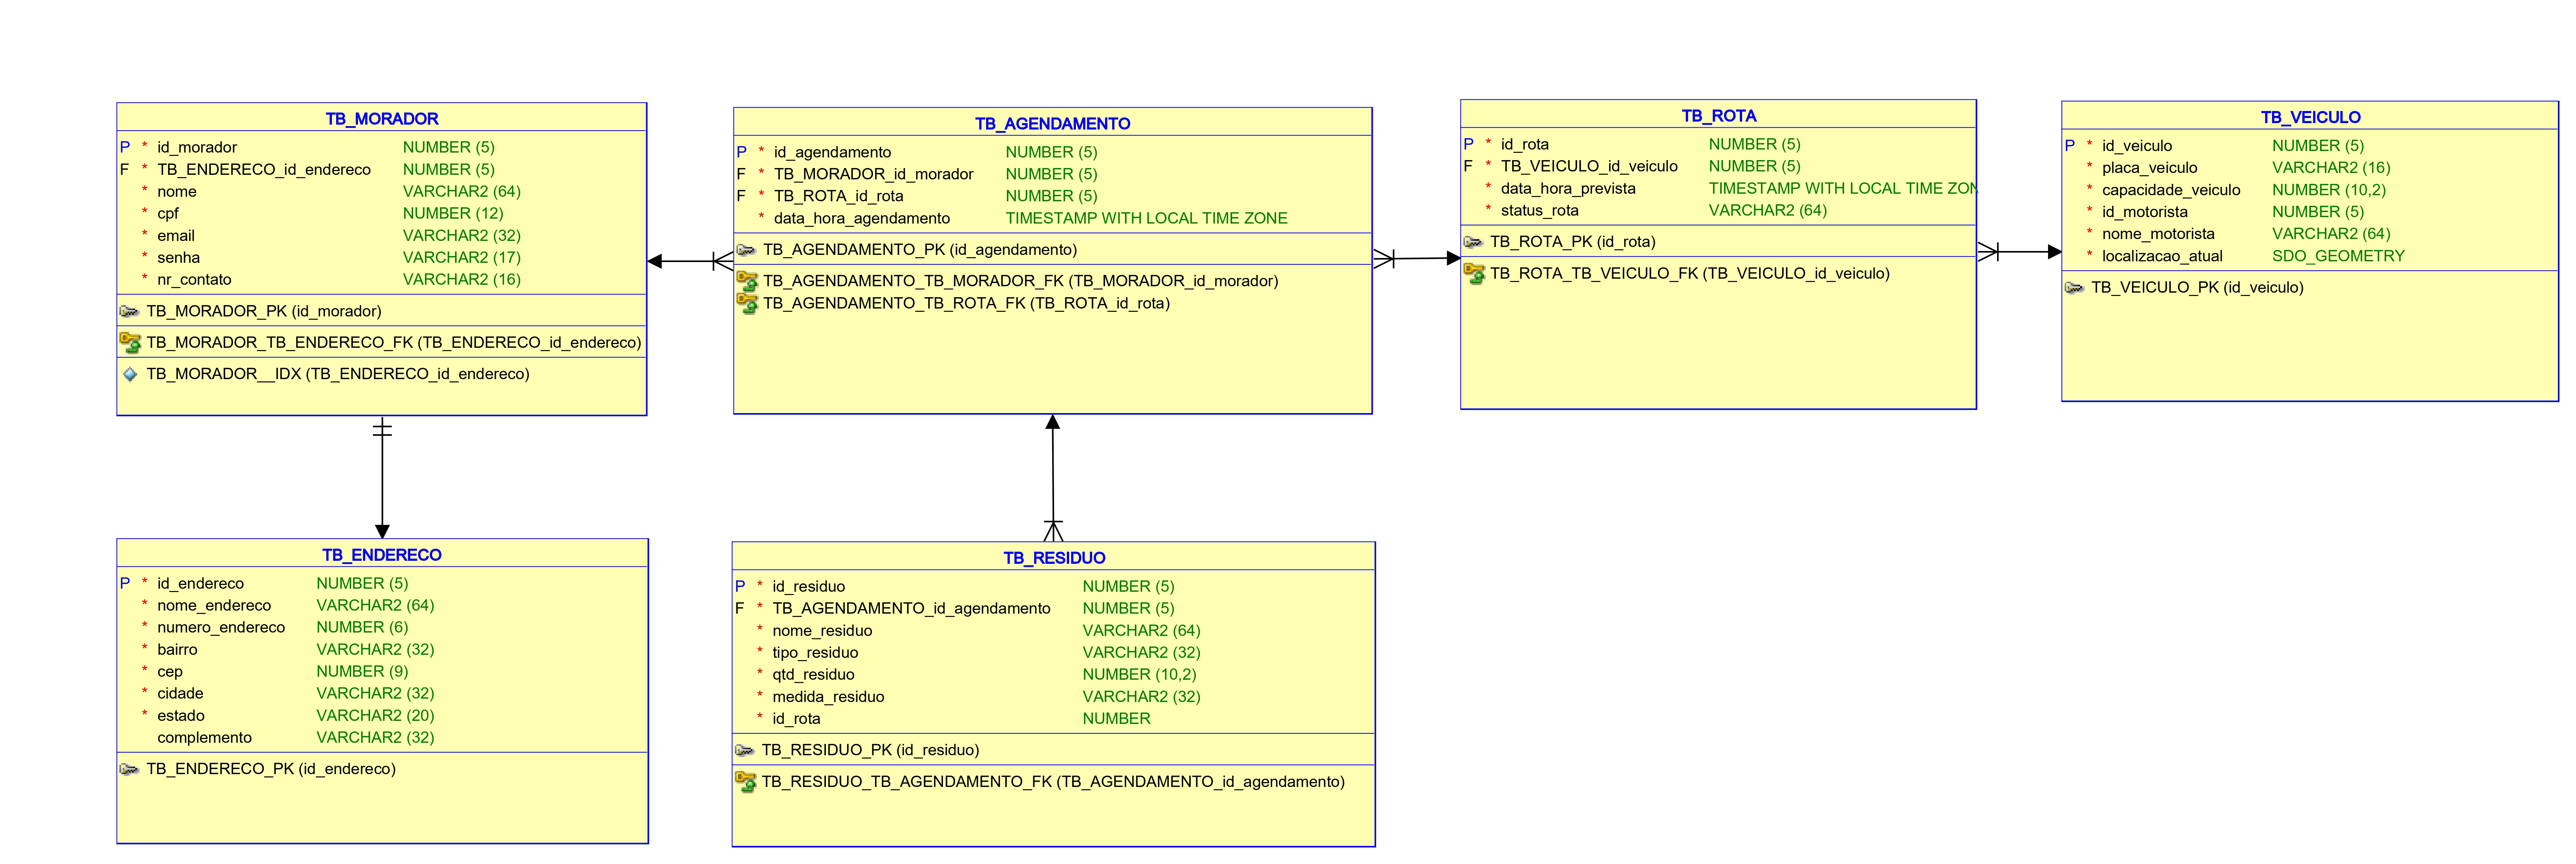 TB_MORADOR
P * id_morador NUMBER (5)
F * TB_ENDERECO_id_endereco NUMBER (5)
* nome VARCHAR2 (64)
* cpf NUMBER (12)
* email VARCHAR2 (32)
* senha VARCHAR2 (17)
* nr_contato VARCHAR2 (16)
TB_MORADOR_PK (id_morador)
TB_MORADOR_TB_ENDERECO_FK (TB_ENDERECO_id_endereco)
TB_MORADOR__IDX (TB_ENDERECO_id_endereco)
TB_AGENDAMENTO
P * id_agendamento NUMBER (5)
F * TB_MORADOR_id_morador NUMBER (5)
F * TB_ROTA_id_rota NUMBER (5)
* data_hora_agendamento TIMESTAMP WITH LOCAL TIME ZONE
TB_AGENDAMENTO_PK (id_agendamento)
TB_AGENDAMENTO_TB_MORADOR_FK (TB_MORADOR_id_morador)
TB_AGENDAMENTO_TB_ROTA_FK (TB_ROTA_id_rota)
TB_ROTA
P * id_rota NUMBER (5)
F * TB_VEICULO_id_veiculo NUMBER (5)
* data_hora_prevista TIMESTAMP WITH LOCAL TIME ZON
* status_rota VARCHAR2 (64)
TB_ROTA_PK (id_rota)
TB_ROTA_TB_VEICULO_FK (TB_VEICULO_id_veiculo)
TB_VEICULO
P * id_veiculo NUMBER (5)
* placa_veiculo VARCHAR2 (16)
* capacidade_veiculo NUMBER (10,2)
* id_motorista NUMBER (5)
* nome_motorista VARCHAR2 (64)
* localizacao_atual SDO_GEOMETRY
TB_VEICULO_PK (id_veiculo)
TB_ENDERECO
P * id_endereco NUMBER (5)
* nome_endereco VARCHAR2 (64)
* numero_endereco NUMBER (6)
* bairro VARCHAR2 (32)
* cep NUMBER (9)
* cidade VARCHAR2 (32)
* estado VARCHAR2 (20)
complemento VARCHAR2 (32)
TB_ENDERECO_PK (id_endereco)
TB_RESIDUO
P * id_residuo NUMBER (5)
F * TB_AGENDAMENTO_id_agendamento NUMBER (5)
* nome_residuo VARCHAR2 (64)
* tipo_residuo VARCHAR2 (32)
* qtd_residuo NUMBER (10,2)
* medida_residuo VARCHAR2 (32)
* id_rota NUMBER
TB_RESIDUO_PK (id_residuo)
TB_RESIDUO_TB_AGENDAMENTO_FK (TB_AGENDAMENTO_id_agendamento)